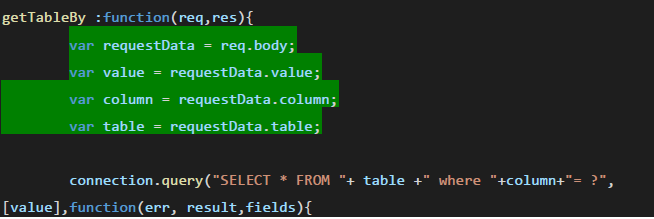 getTableBy :function(req,res){
var requestData = req.body;
var value = requestData.value;
var column = requestData.column;
var table = requestData.table;
connection.query("SELECT * FROM "+ table +" where "+column+"= ?",
[value],function(err, result,fields){